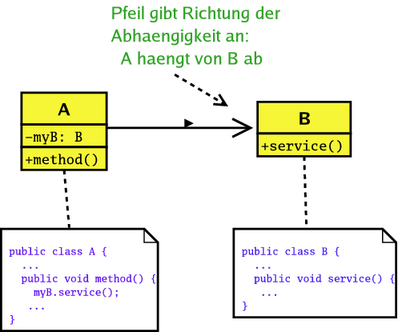 Pfeil gibt Richtung der
Abhaengigkeit an:
A haengt von B ab
A
-myB: B
+method()
B
+service()
public class A {
...
public void method() {
myB.service();
...
}
public class B {
...
public void service() {
...
}